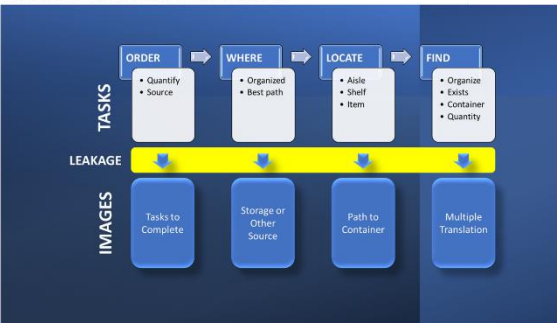 ORDER
WHERE
LOCATE
FIND
TASKS
• Quantify
• Source
• Organized
• Best path
• Aisle
• Shelf
• Item
• Organize
• Exists
• Container
• Quantity
LEAKAGE
IMAGES
Tasks to
Complete
Storage or
Other
Source
Path to
Container
Multiple
Translation